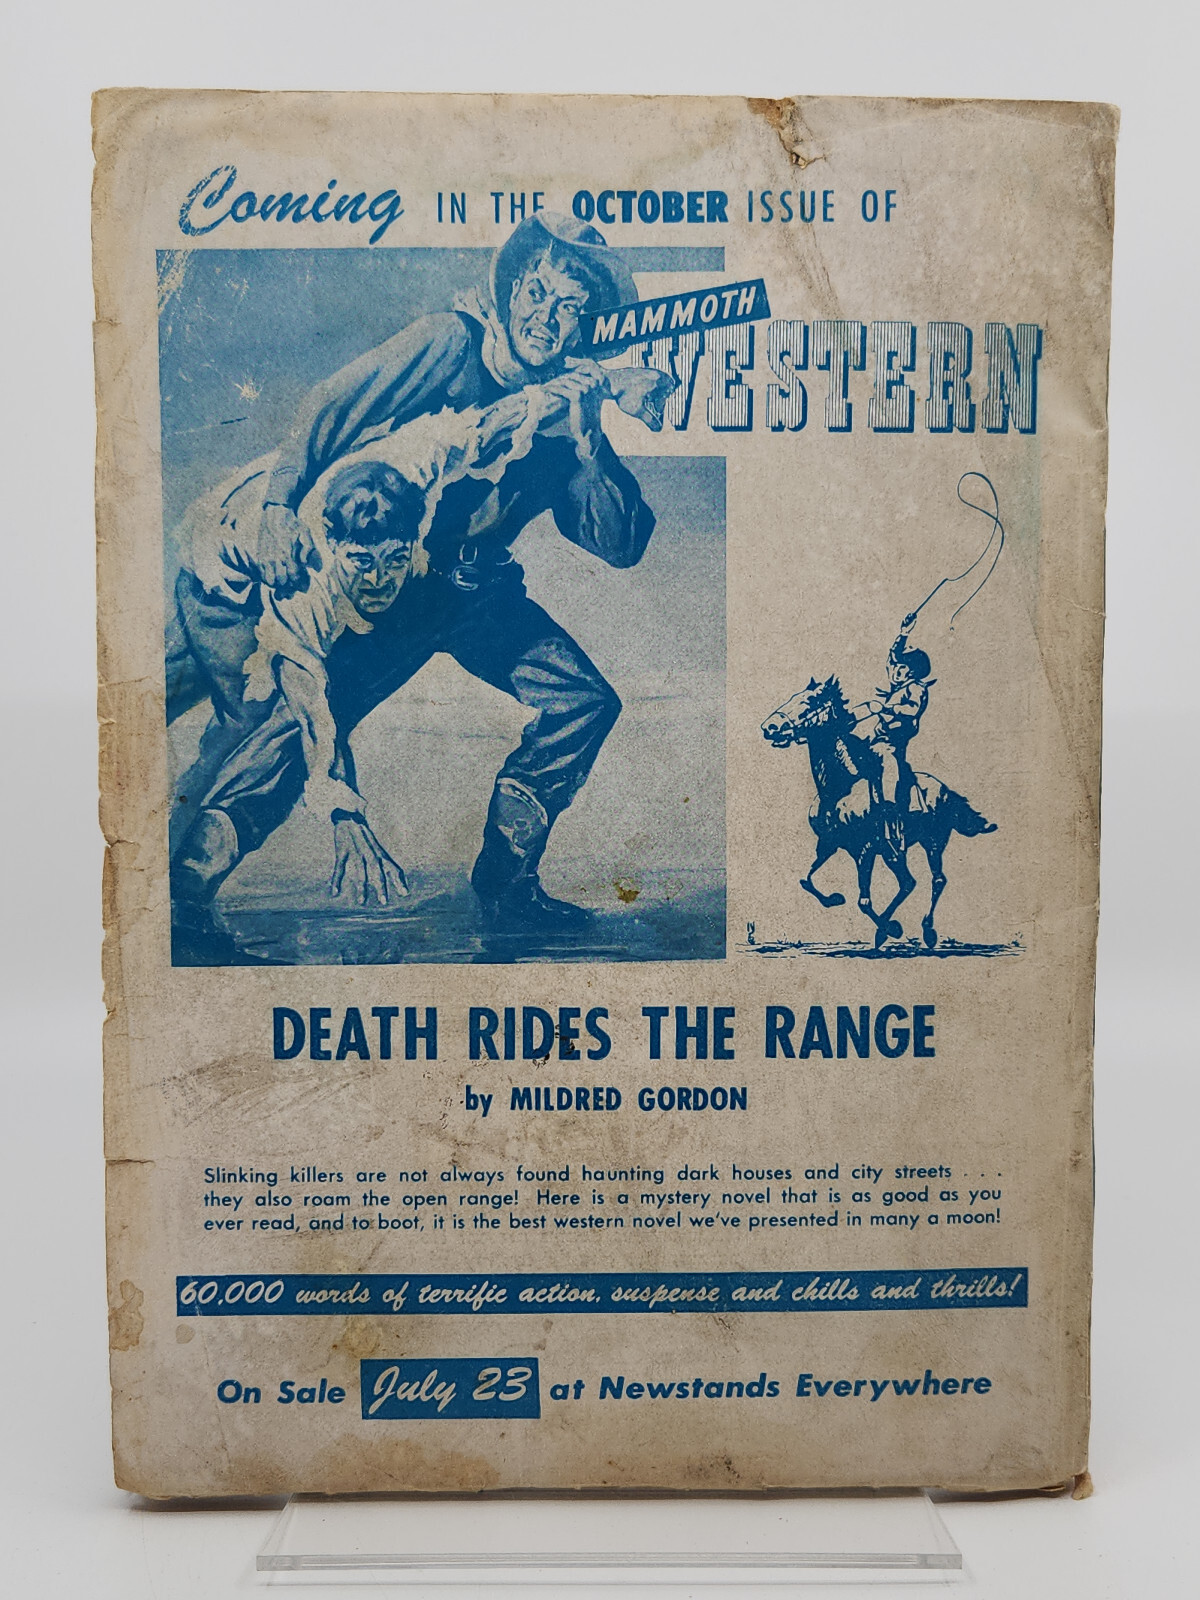 Coming IN THE OCTOBER ISSUE OF
MAMMOTH
WESTERN
DEATH RIDES THE RANGE
by MILDRED GORDON
Slinking killers are not always found haunting dark houses and city streets . . .
they also roam the open range! Here is a mystery novel that is as good as you
ever read, and to boot, it is the best western novel we've presented in many a moon!
60,000 words of terrific action, suspense and chills and thrills!
On Sale July 23 at Newstands Everywhere